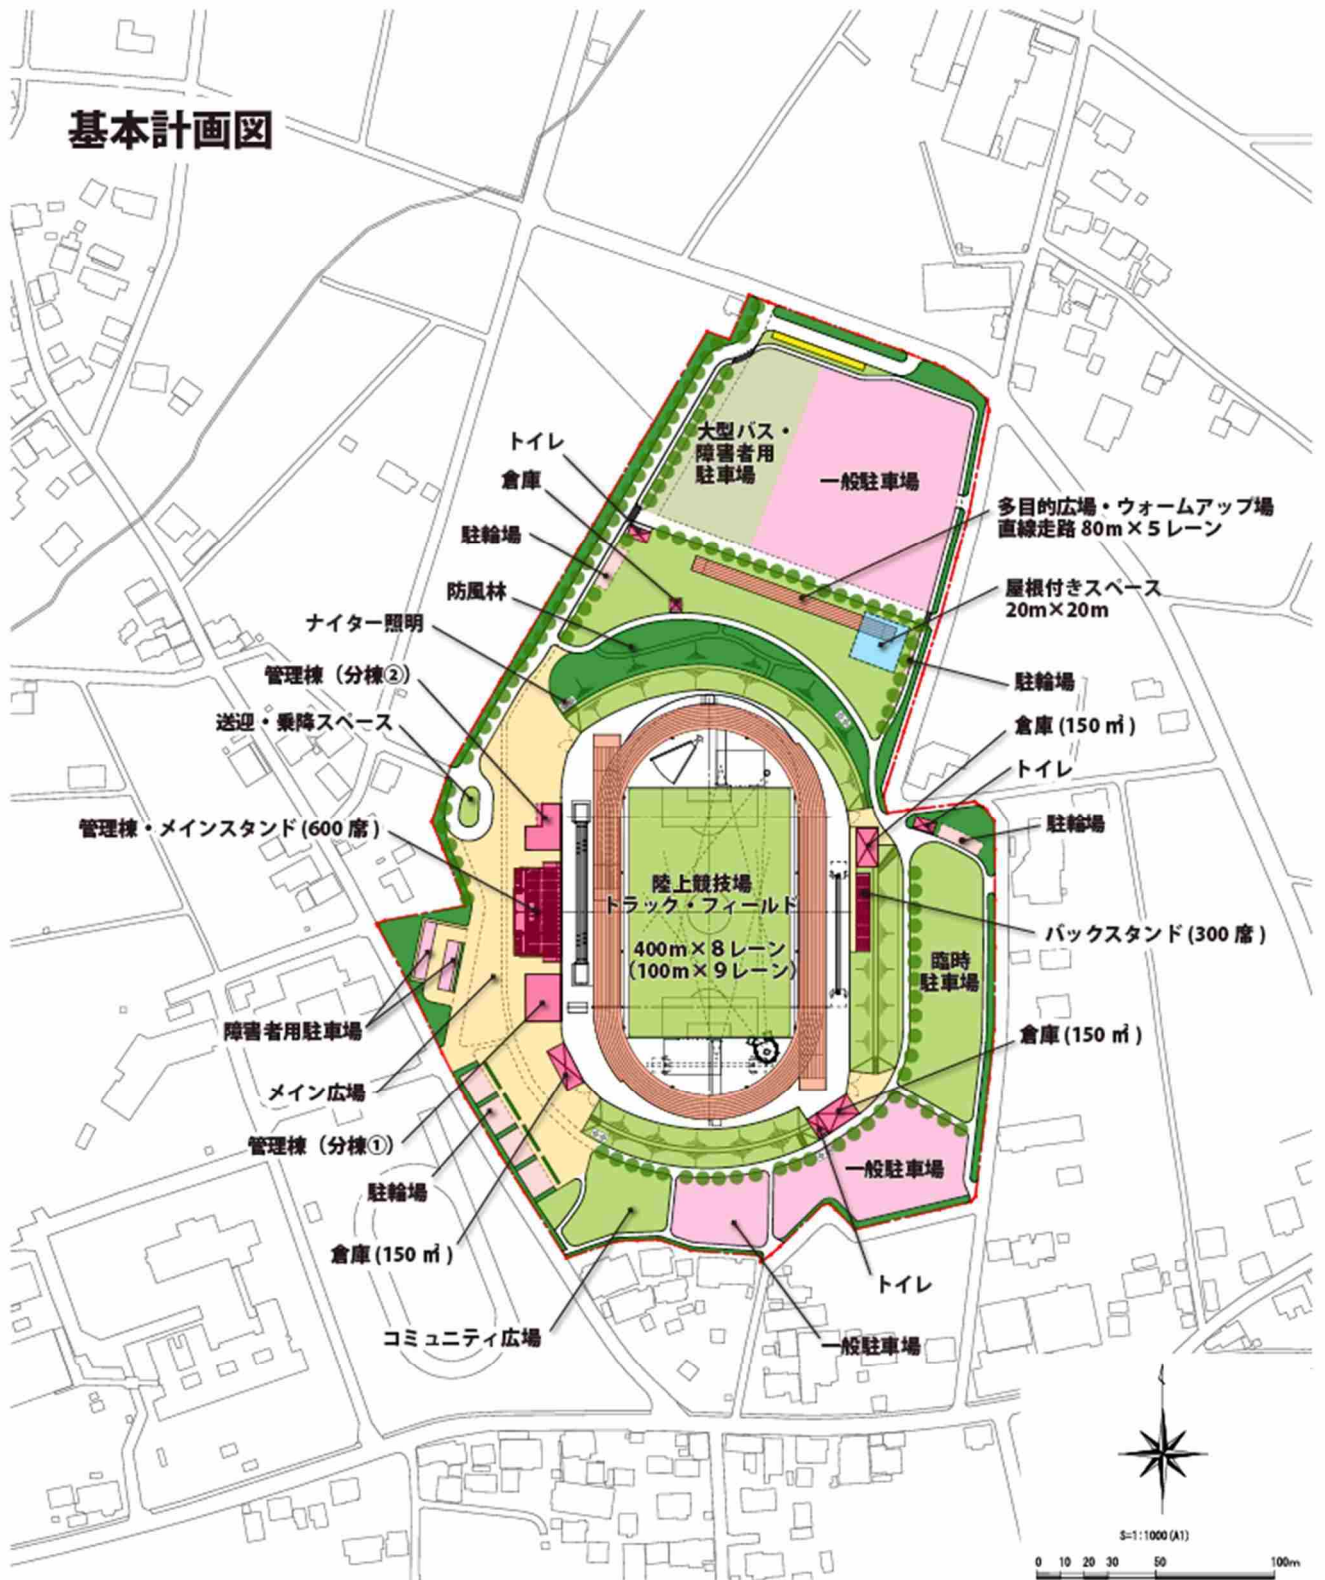 基本計画図
大型バス・
障害者用
駐車場
一般駐車場
トイレ
倉庫
駐輪場
防風林
ナイター照明
管理棟（分棟②）
送迎・乗降スペース
管理棟・メインスタンド(600席)
多目的広場・ウォームアップ場
直線走路80m×5レーン
屋根付きスペース
20m×20m
駐輪場
倉庫(150㎡)
トイレ
駐輪場
陸上競技場
トラック・フィールド
400m×8レーン
(100m×9レーン)
バックスタンド(300席)
臨時
駐車場
倉庫(150㎡)
障害者用駐車場
メイン広場
管理棟（分棟①）
駐輪場
倉庫(150㎡)
コミュニティ広場
一般駐車場
トイレ
一般駐車場
S=1:1000(A1)
0 10 20 30 50 100m